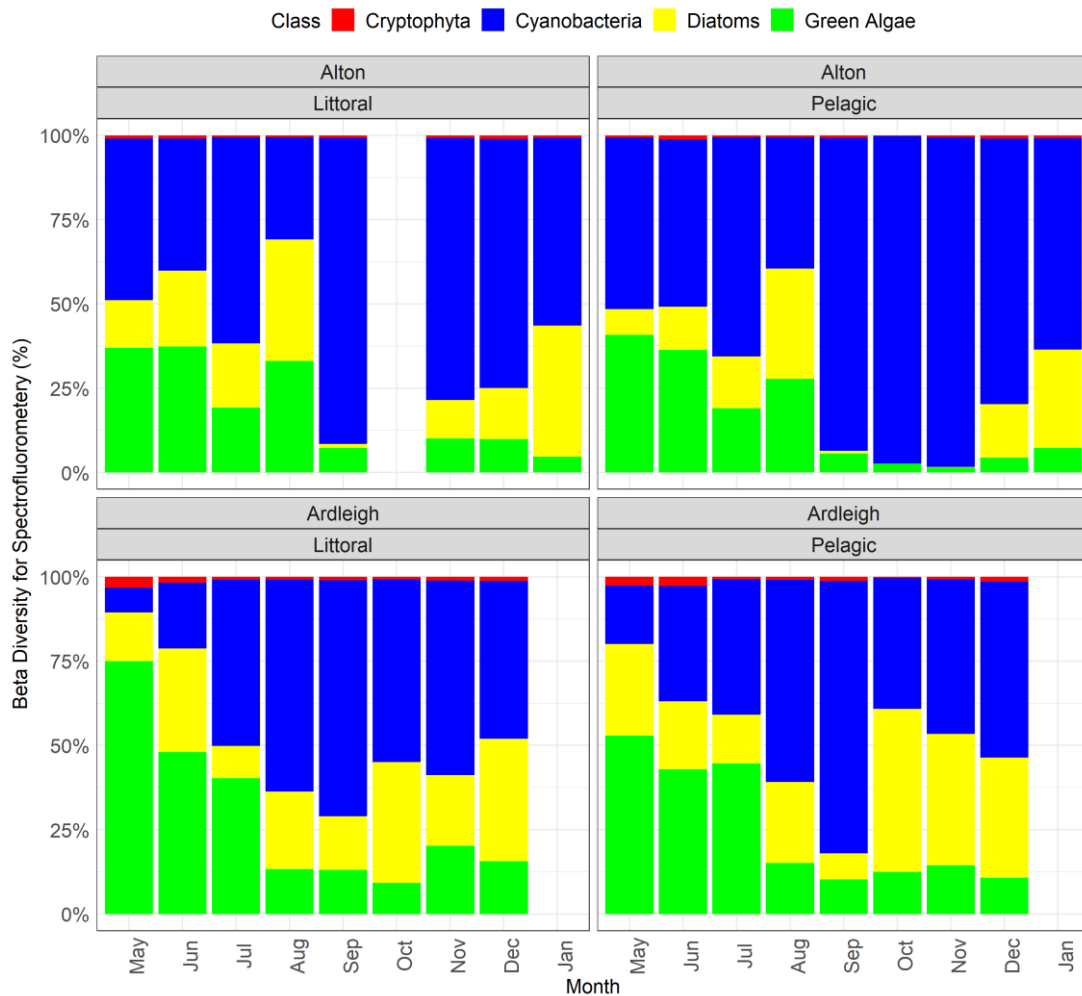 Class Cryptophyta Cyanobacteria Diatoms Green Algae
Alton Alton
Littoral Pelagic
100%
75%
50%
25%
0%
Ardleigh Ardleigh
Littoral Pelagic
100%
75%
50%
25%
0%
Beta Diversity for Spectrofluorometery (%)
May Jun Jul Aug Sep Oct Nov Dec Jan May Jun Jul Aug Sep Oct Nov Dec Jan
Month